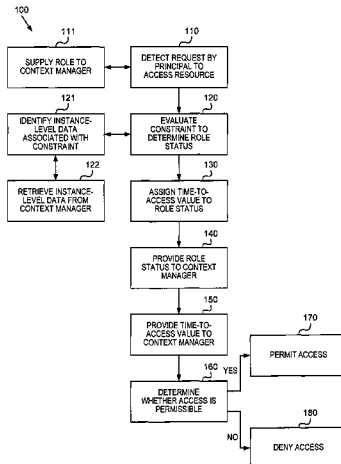 100
111
SUPPLY ROLE TO
CONTEXT MANAGER
110
DETECT REQUEST BY
PRINCIPAL TO
ACCESS RESOURCE
121
IDENTIFY INSTANCE-
LEVEL DATA
ASSOCIATED WITH
CONSTRAINT
120
EVALUATE
CONSTRAINT TO
DETERMINE ROLE
STATUS
122
RETRIEVE INSTANCE-
LEVEL DATA FROM
CONTEXT MANAGER
130
ASSIGN TIME-TO-
ACCESS VALUE TO
ROLE STATUS
140
PROVIDE ROLE
STATUS TO CONTEXT
MANAGER
150
PROVIDE TIME-TO-
ACCESS VALUE TO
CONTEXT MANAGER
160
DETERMINE
WHETHER ACCESS IS
PERMISSIBLE
YES
170
PERMIT ACCESS
NO
180
DENY ACCESS